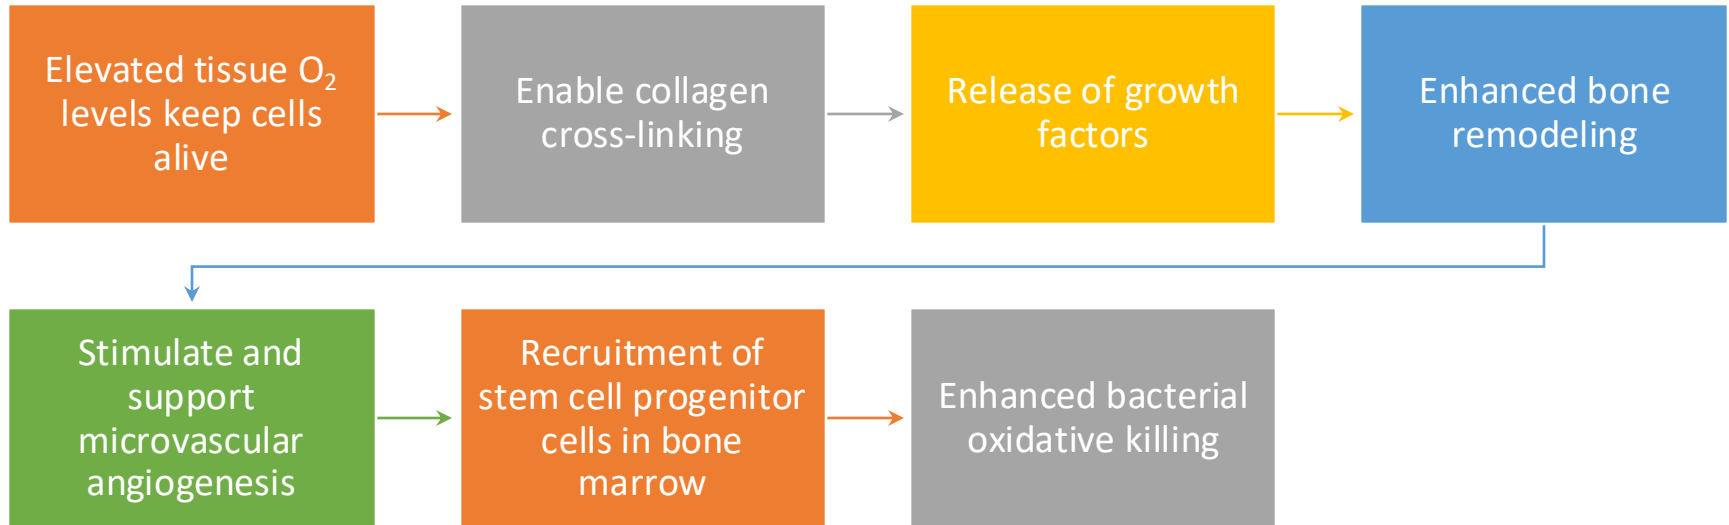 Elevated tissue O₂
levels keep cells
alive
Enable collagen
cross-linking
Release of growth
factors
Enhanced bone
remodeling
Stimulate and
support
microvascular
angiogenesis
Recruitment of
stem cell progenitor
cells in bone
marrow
Enhanced bacterial
oxidative killing